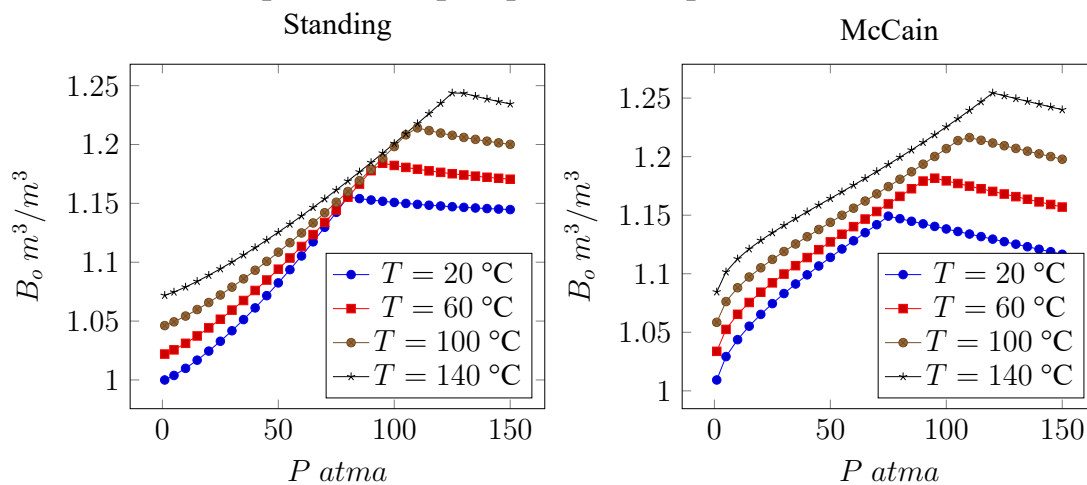 Standing
McCain
1.25
1.2
1.15
1.1
1.05
1
B_o m^3/m^3
T = 20 °C
T = 60 °C
T = 100 °C
T = 140 °C
0
50
100
150
P atma
1.25
1.2
1.15
1.1
1.05
1
B_o m^3/m^3
T = 20 °C
T = 60 °C
T = 100 °C
T = 140 °C
0
50
100
150
P atma